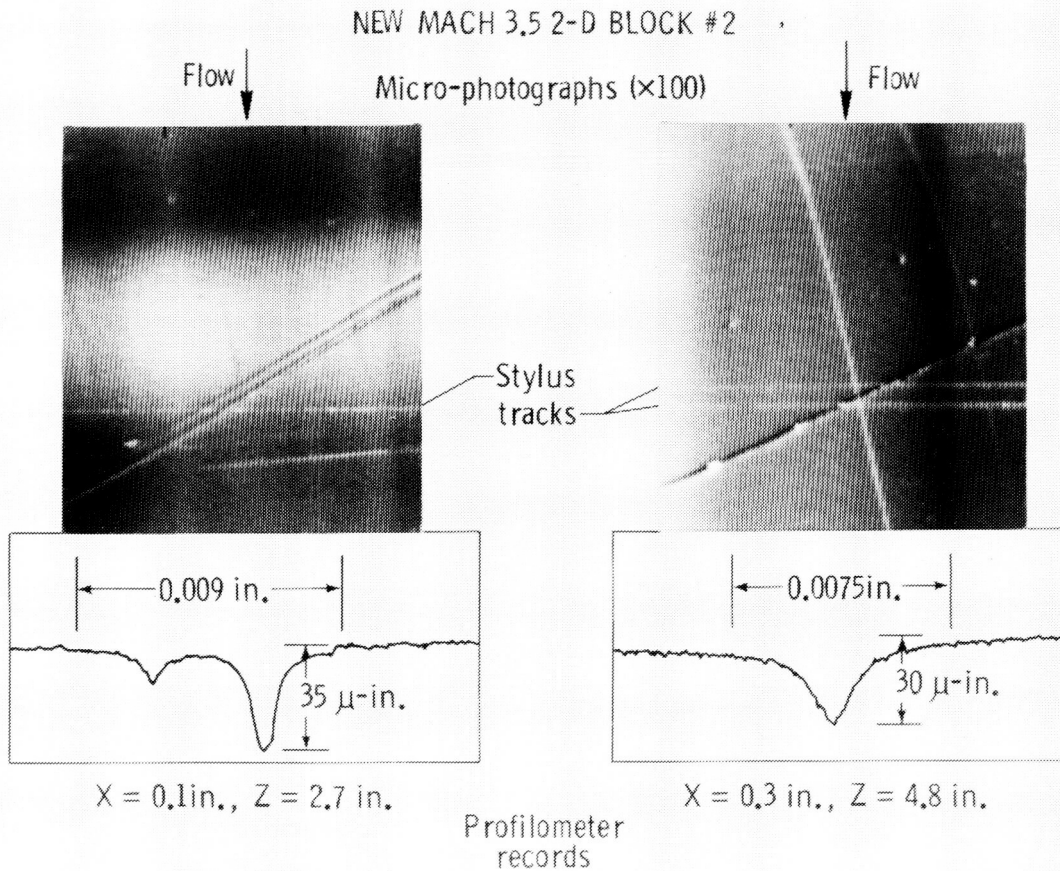 NEW MACH 3.5 2-D BLOCK #2
Flow
Micro-photographs (×100)
Flow
Stylus
tracks
0.009 in.
35 μ-in.
0.0075in.
30 μ-in.
X = 0.1in., Z = 2.7 in.
X = 0.3 in., Z = 4.8 in.
Profilometer
records